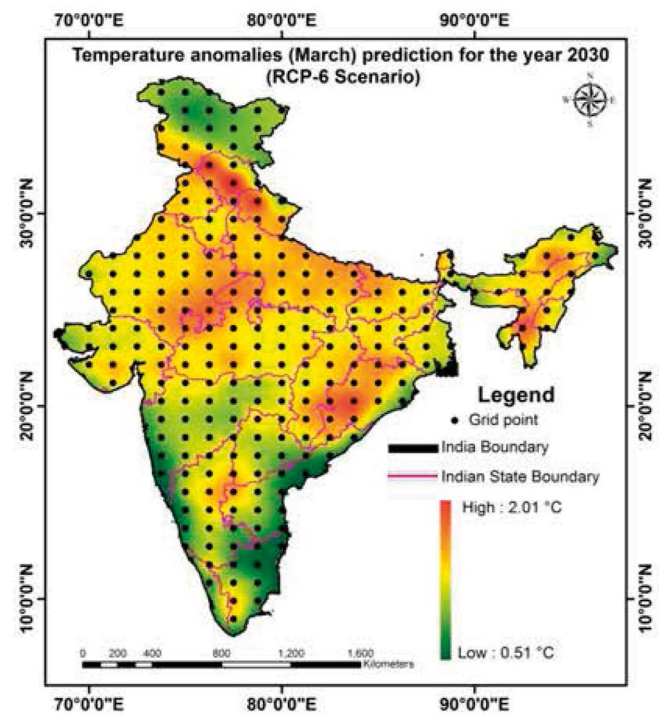 70°0'0"E 80°0'0"E 90°0'0"E
Temperature anomalies (March) prediction for the year 2030
(RCP-6 Scenario)
N
W E
S
30°0'0"N 30°0'0"N
20°0'0"N 20°0'0"N
10°0'0"N 10°0'0"N
Legend
Grid point
India Boundary
Indian State Boundary
High : 2.01 °C
Low : 0.51 °C
0 200 400 800 1,200 1,600
Kilometers
70°0'0"E 80°0'0"E 90°0'0"E